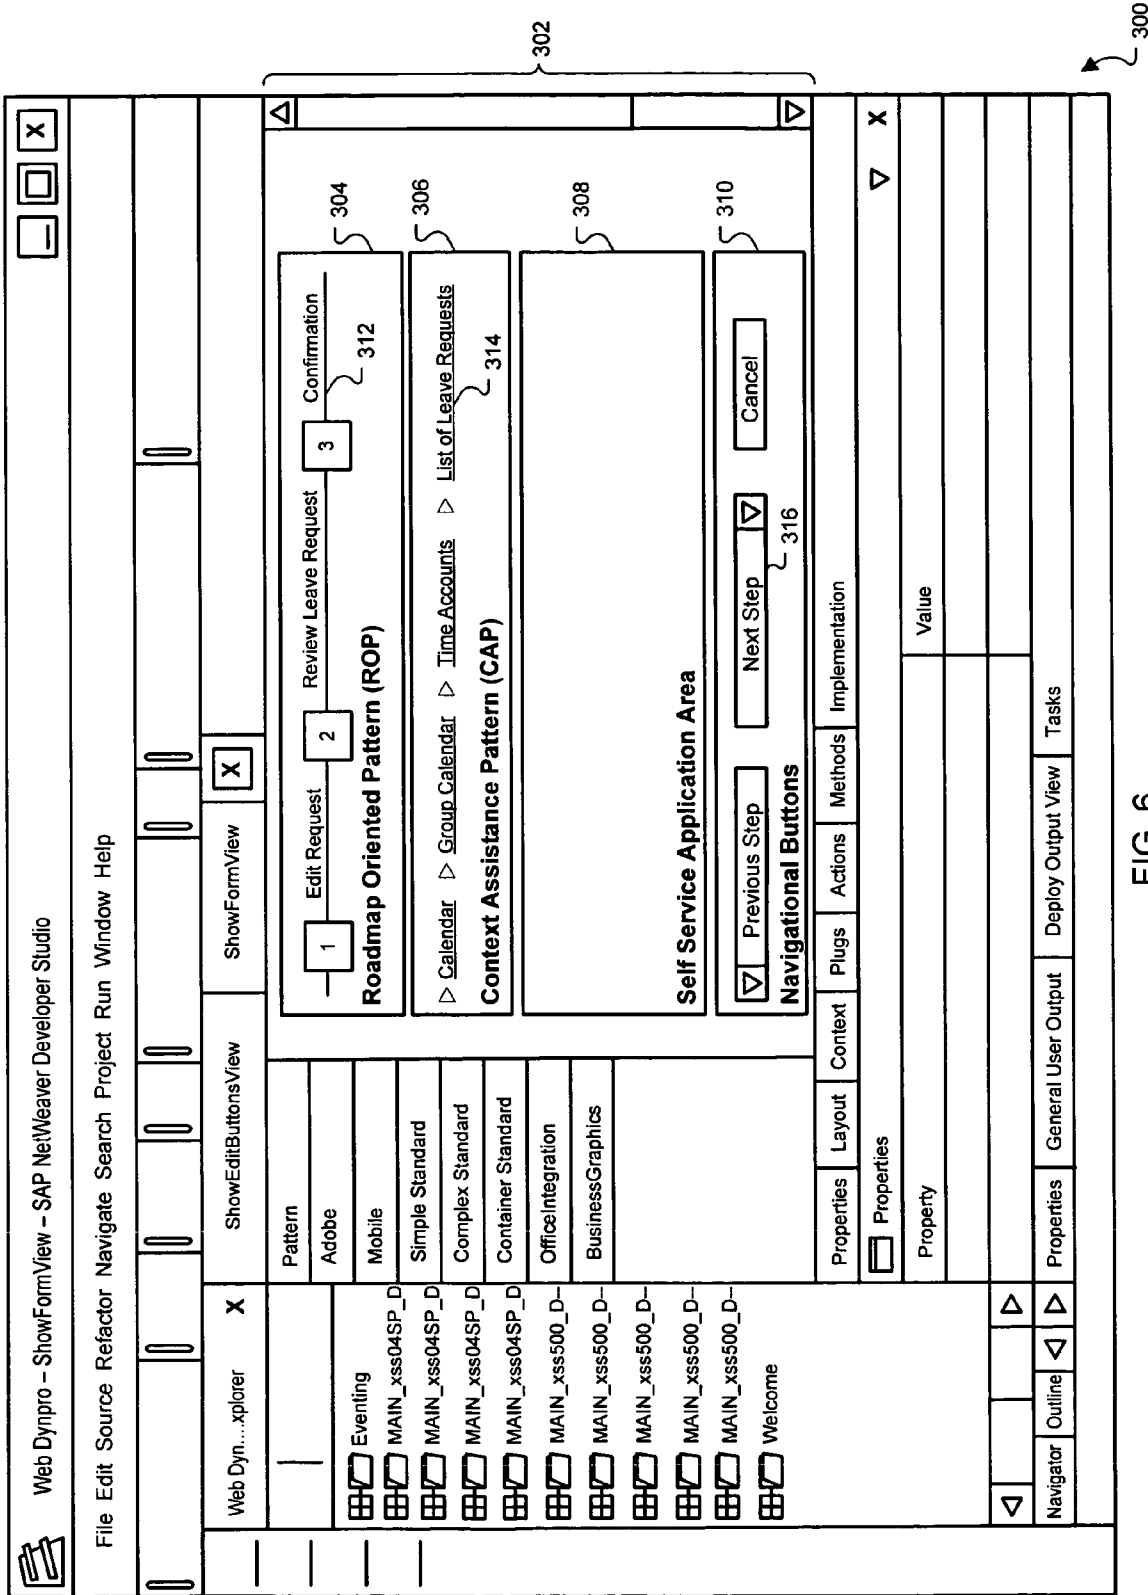 Web Dynpro – ShowFormView – SAP NetWeaver Developer Studio
_ X
File Edit Source Refactor Navigate Search Project Run Window Help
Web Dyn....xplorer X
ShowEditButtonsView
ShowFormView X
Eventing
MAIN_xss04SP_D
MAIN_xss04SP_D
MAIN_xss04SP_D
MAIN_xss04SP_D
MAIN_xss500_D--
MAIN_xss500_D--
MAIN_xss500_D--
MAIN_xss500_D--
MAIN_xss500_D--
Welcome
Pattern
Adobe
Mobile
Simple Standard
Complex Standard
Container Standard
OfficeIntegration
BusinessGraphics
1 Edit Request 2 Review Leave Request 3 Confirmation
Roadmap Oriented Pattern (ROP)
312
304
Calendar Group Calendar Time Accounts List of Leave Requests
Context Assistance Pattern (CAP)
314
306
Self Service Application Area
308
Previous Step Next Step Cancel
Navigational Buttons
316
310
302
Properties Layout Context Plugs Actions Methods Implementation
Properties X
Property Value
Navigator Outline
Properties General User Output Deploy Output View Tasks
300
FIG. 6